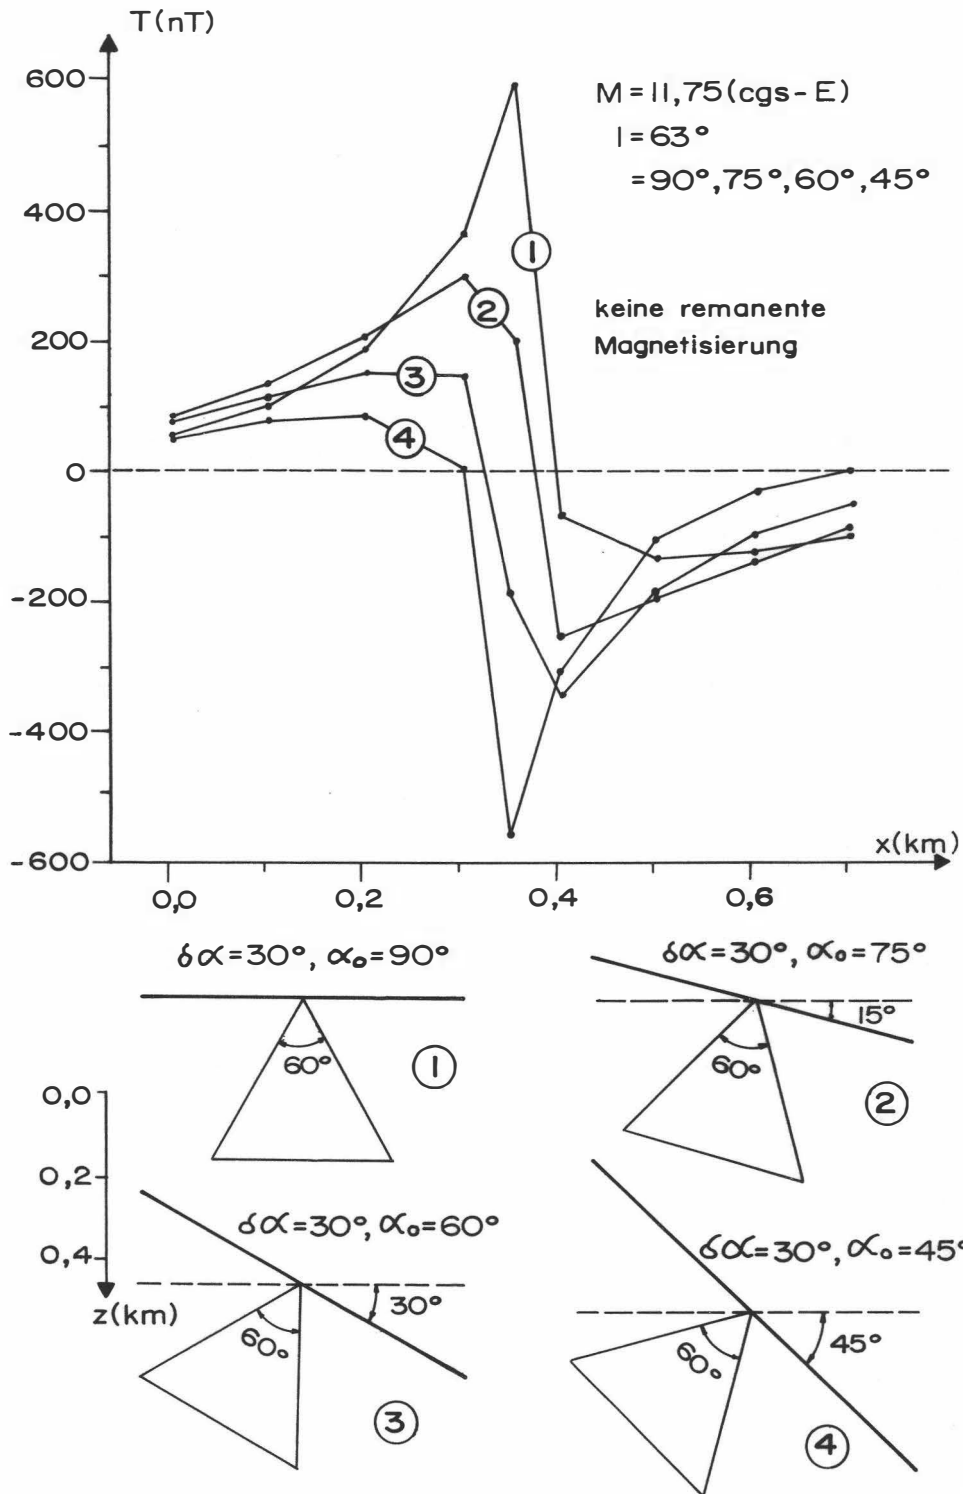 T(nT)
600
400
200
0
-200
-400
-600
M=11,75(cgs-E)
I=63°
=90°,75°,60°,45°
keine remanente
Magnetisierung
1
2
3
4
x(km)
0,0
0,2
0,4
0,6
δα=30°, α₀=90°
60°
1
δα=30°, α₀=75°
15°
60°
2
0,0
0,2
0,4
z(km)
δα=30°, α₀=60°
30°
60°
3
δα=30°, α₀=45°
45°
60°
4